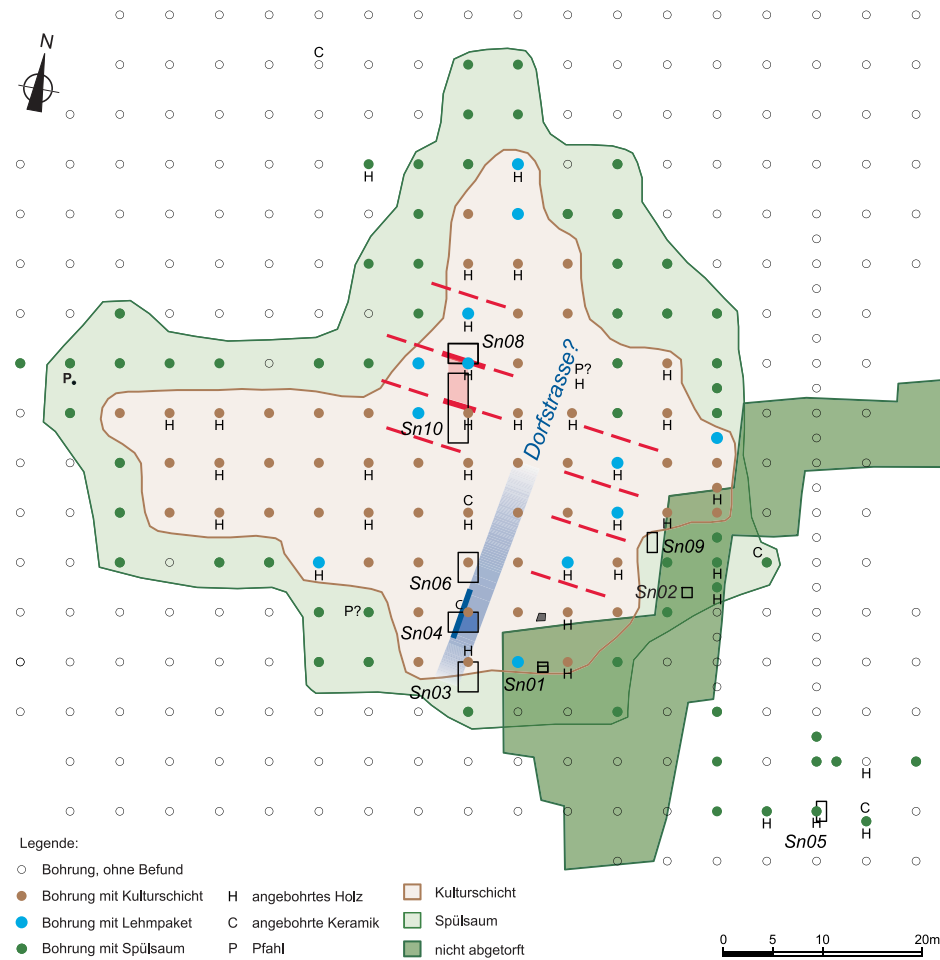 N
C
H
H
H
H
H
Sn08
H
P?
H
H
P.
Dorfstrasse?
H
H
H
H
H
H
H
Sn10
H
H
H
H
H
H
C
H
H
H
H
H
H
H
Sn09
C
H
H
H
H
Sn06
Sn02
H
P?
C
Sn04
H
H
H
Sn01
Sn03
H
C
H
H
H
Sn05
Legende:
Bohrung, ohne Befund
Bohrung mit Kulturschicht
H angebohrtes Holz
Kulturschicht
Bohrung mit Lehmpaket
C angebohrte Keramik
Spülsaum
Bohrung mit Spülsaum
P Pfahl
nicht abgetorft
0 5 10 20m